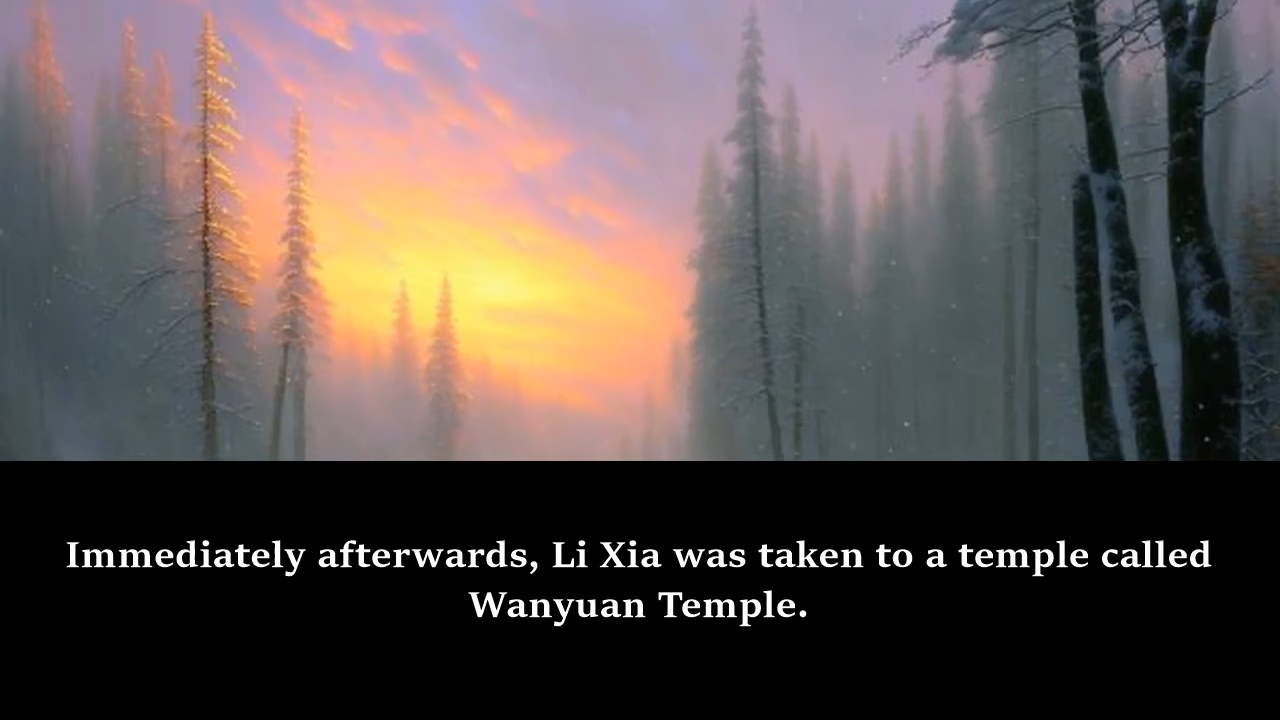 Immediately afterwards, Li Xia was taken to a temple called
Wanyuan Temple.